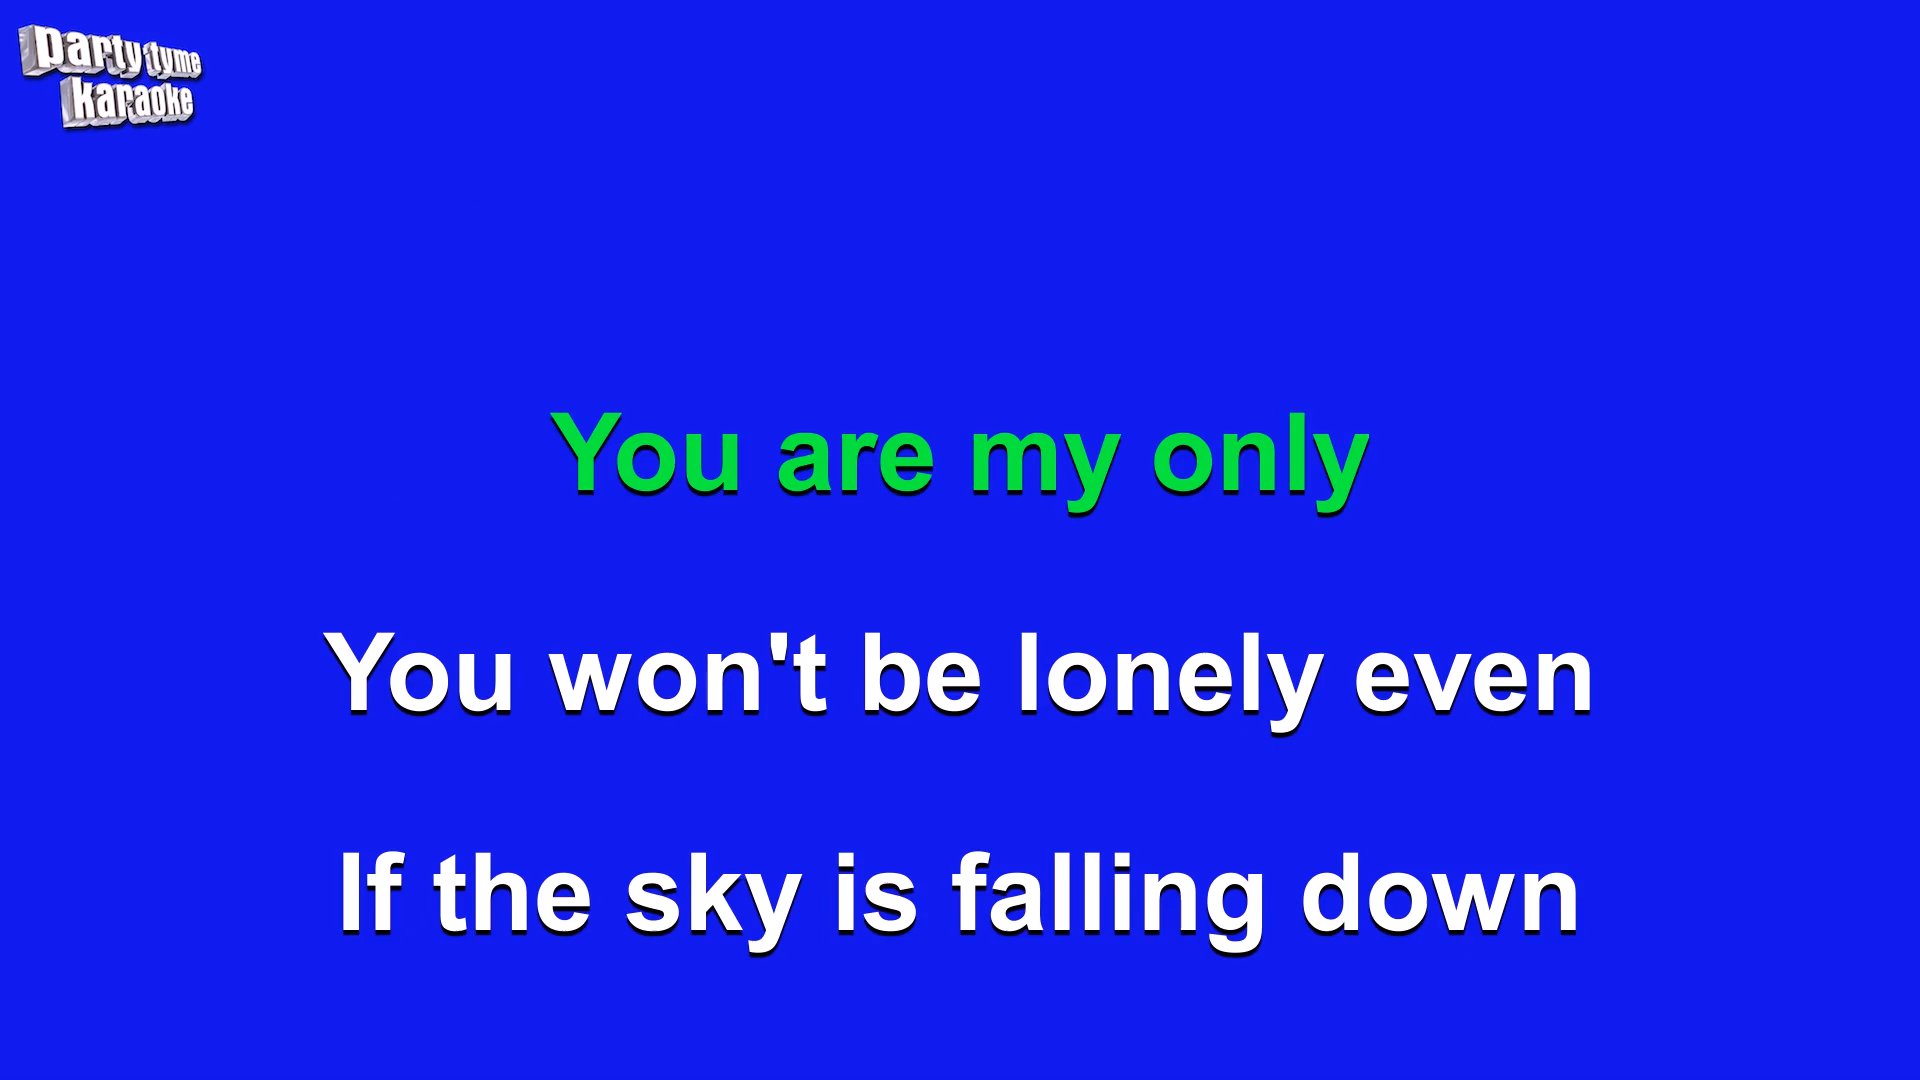 party tyme
karaoke
You are my only
You won't be lonely even
If the sky is falling down